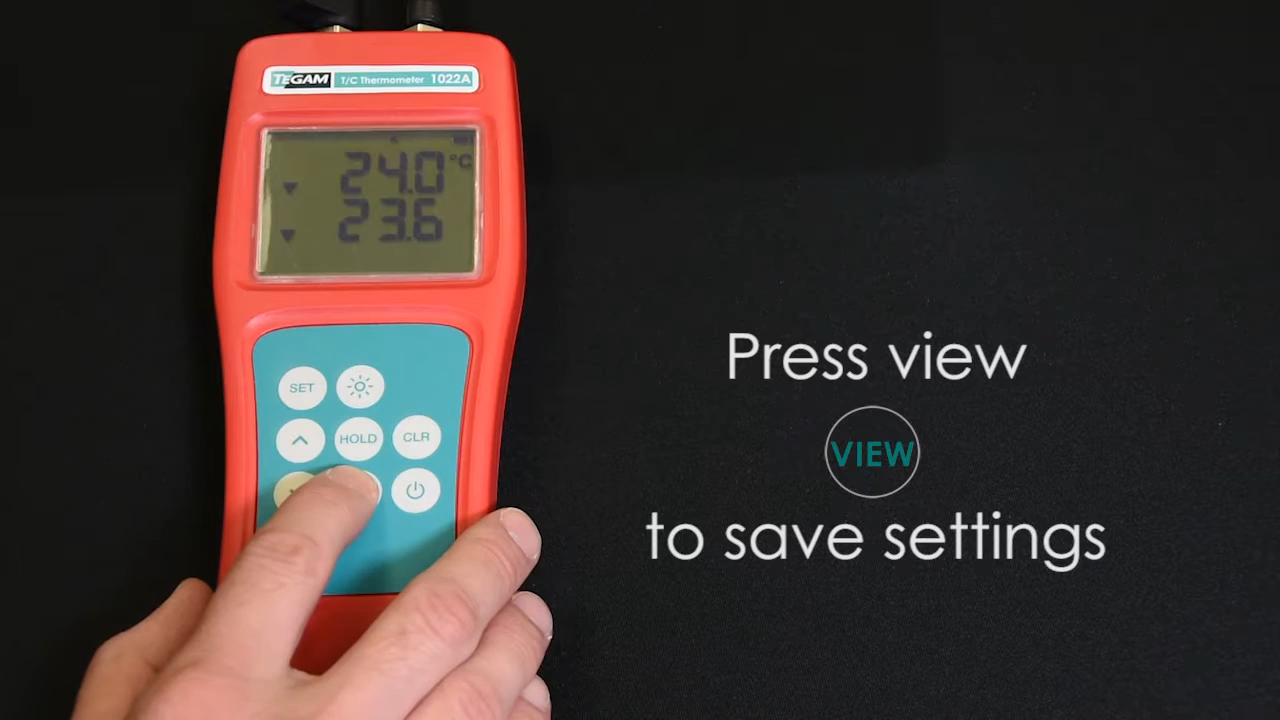 TEGAM T/C Thermometer 1022A
24.0 °C
23.6
SET
HOLD CLR
Press view
VIEW
to save settings